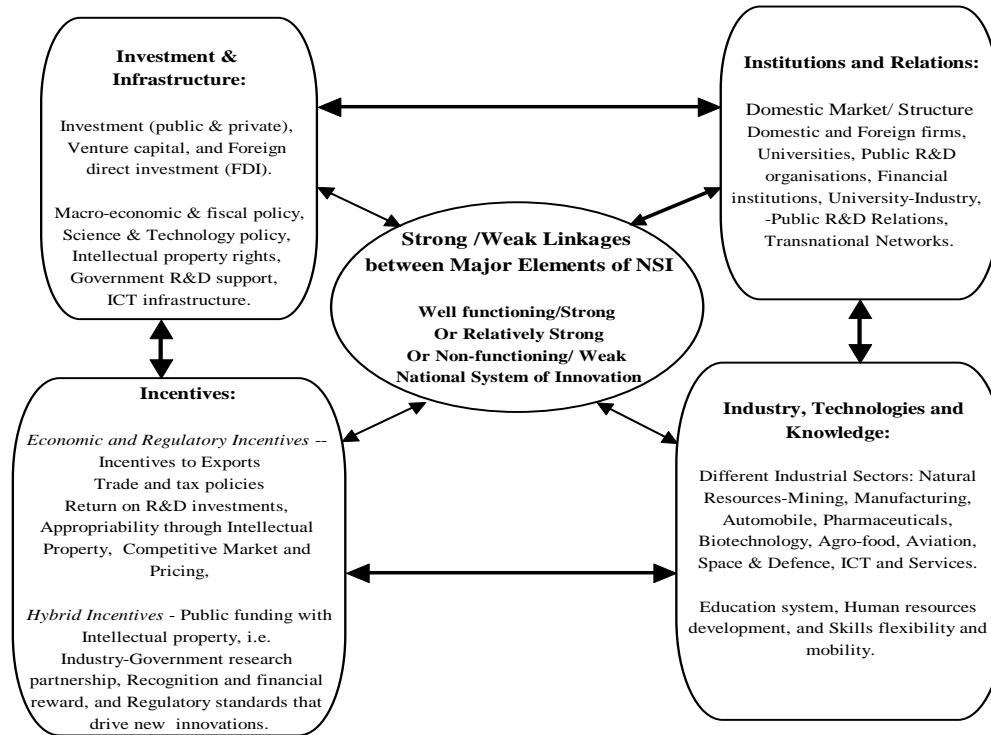 Investment &
Infrastructure:
Investment (public & private),
Venture capital, and Foreign
direct investment (FDI).
Macro-economic & fiscal policy,
Science & Technology policy,
Intellectual property rights,
Government R&D support,
ICT infrastructure.
Institutions and Relations:
Domestic Market/ Structure
Domestic and Foreign firms,
Universities, Public R&D
organisations, Financial
institutions, University-Industry,
-Public R&D Relations,
Transnational Networks.
Strong /Weak Linkages
between Major Elements of NSI
Well functioning/Strong
Or Relatively Strong
Or Non-functioning/ Weak
National System of Innovation
Incentives:
Economic and Regulatory Incentives --
Incentives to Exports
Trade and tax policies
Return on R&D investments,
Appropriability through Intellectual
Property, Competitive Market and
Pricing,
Hybrid Incentives - Public funding with
Intellectual property, i.e.
Industry-Government research
partnership, Recognition and financial
reward, and Regulatory standards that
drive new innovations.
Industry, Technologies and
Knowledge:
Different Industrial Sectors: Natural
Resources-Mining, Manufacturing,
Automobile, Pharmaceuticals,
Biotechnology, Agro-food, Aviation,
Space & Defence, ICT and Services.
Education system, Human resources
development, and Skills flexibility and
mobility.